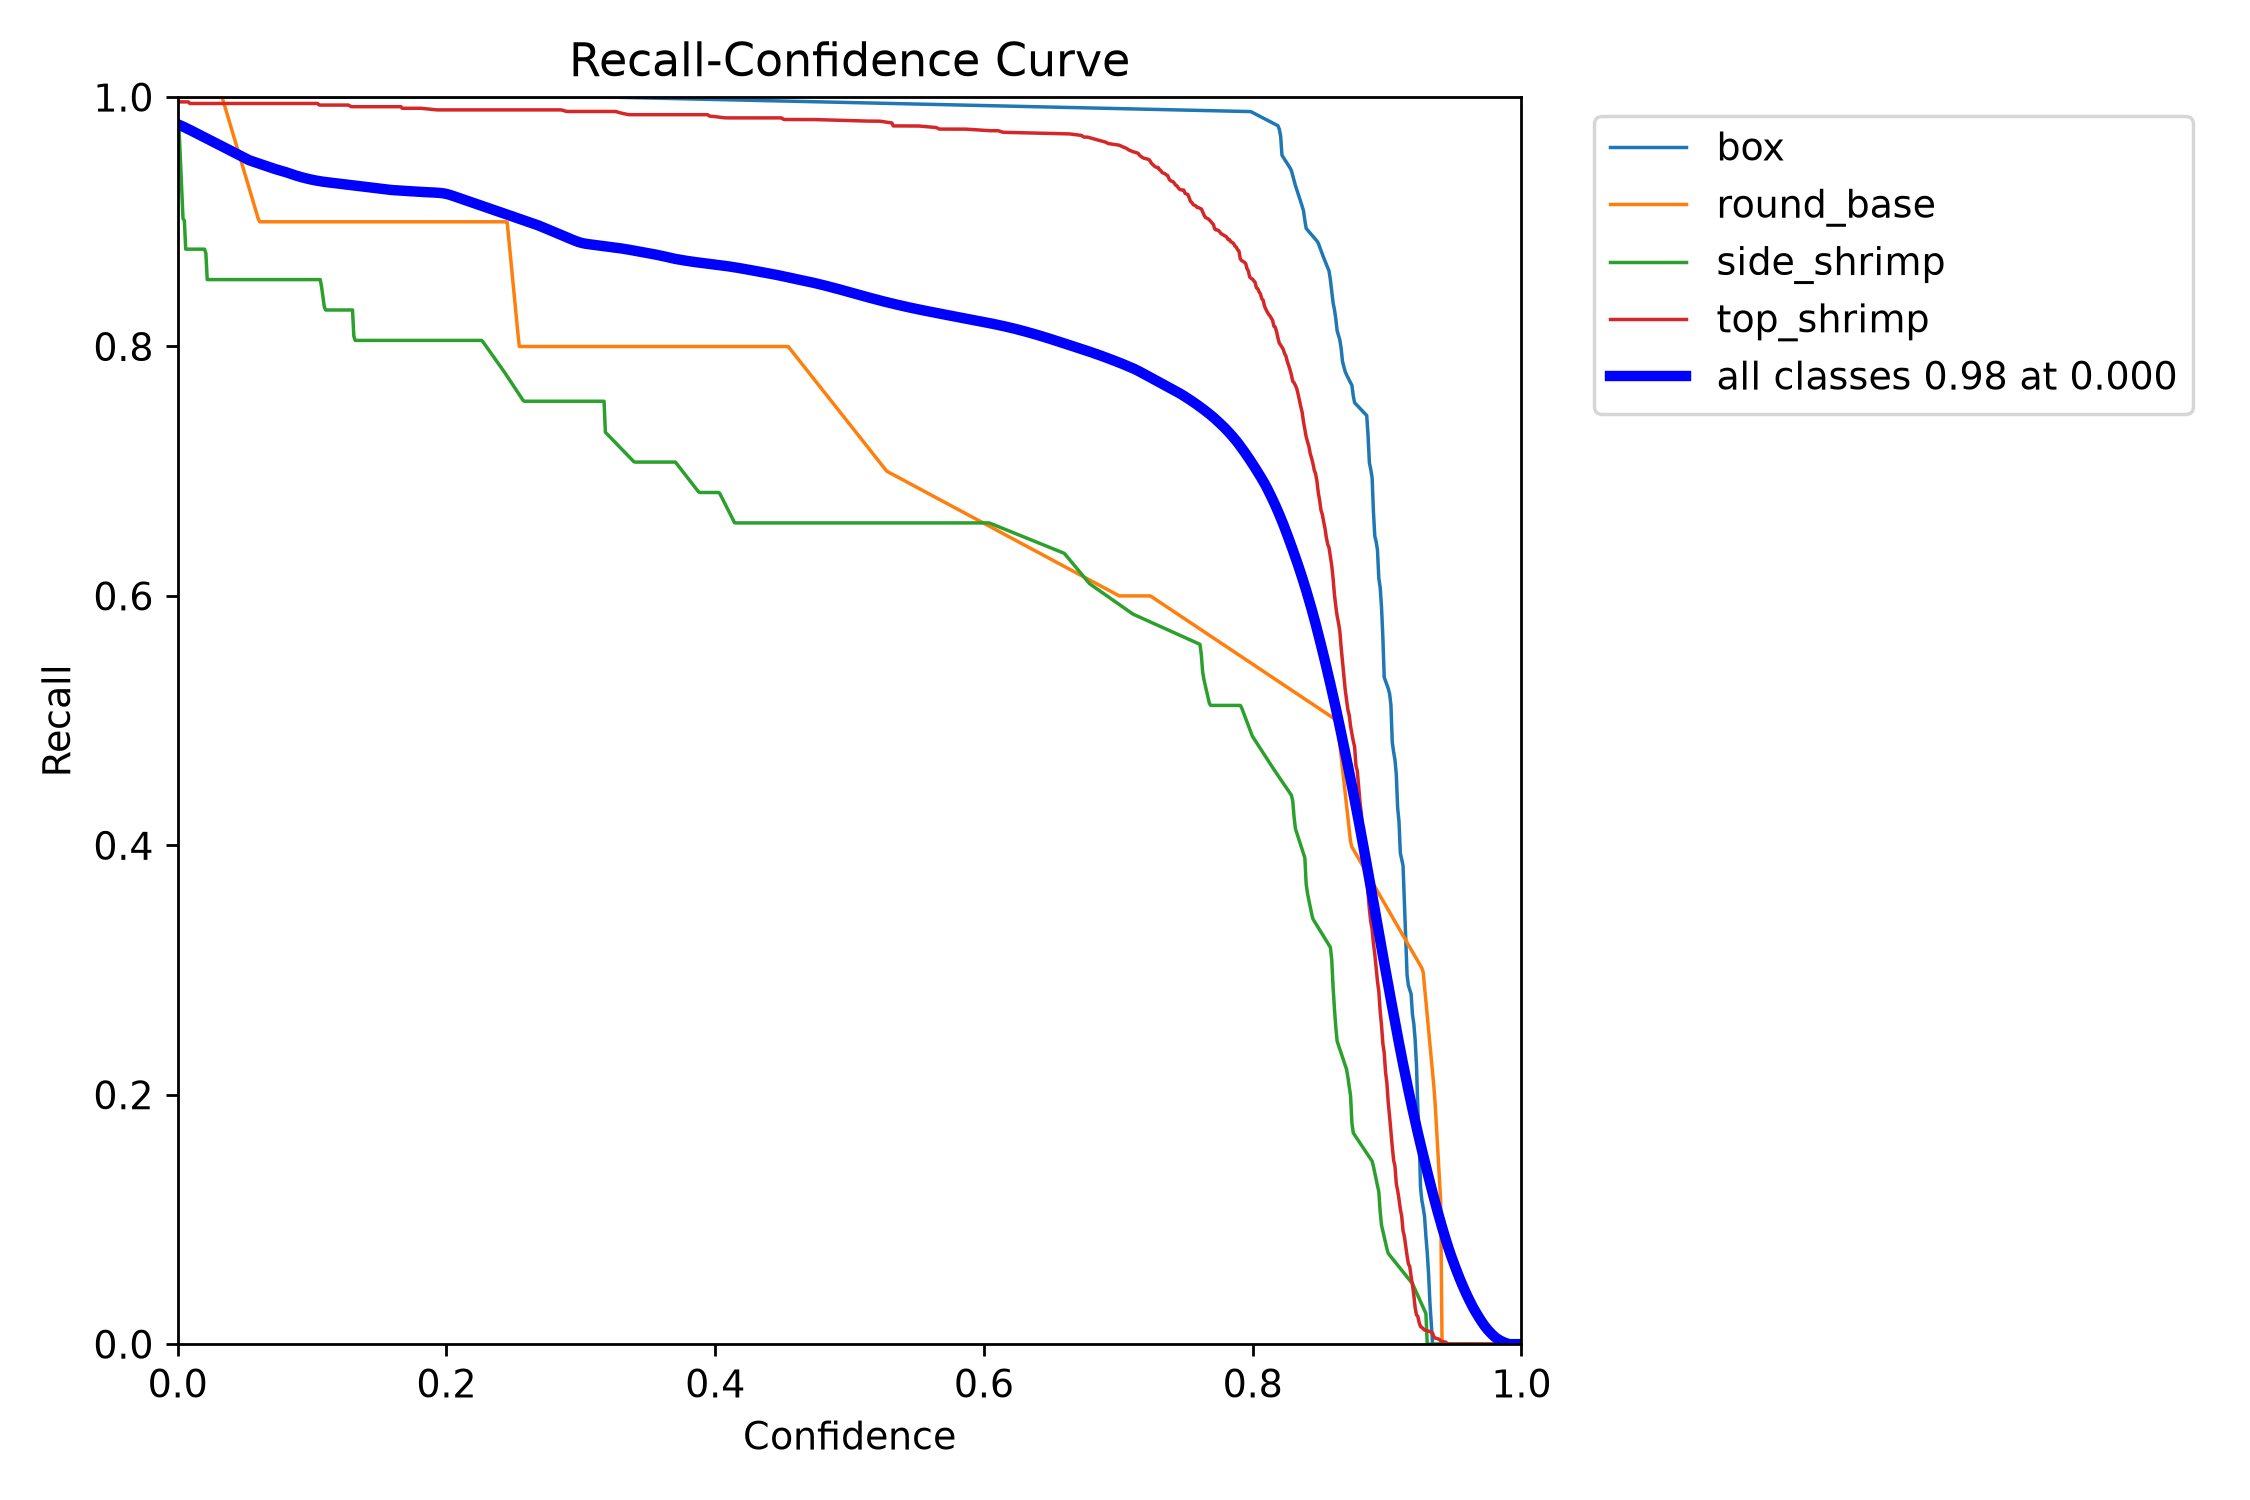 Recall-Confidence Curve
1.0
0.8
0.6
0.4
0.2
0.0
Recall
0.0 0.2 0.4 0.6 0.8 1.0
Confidence
box
round_base
side_shrimp
top_shrimp
all classes 0.98 at 0.000